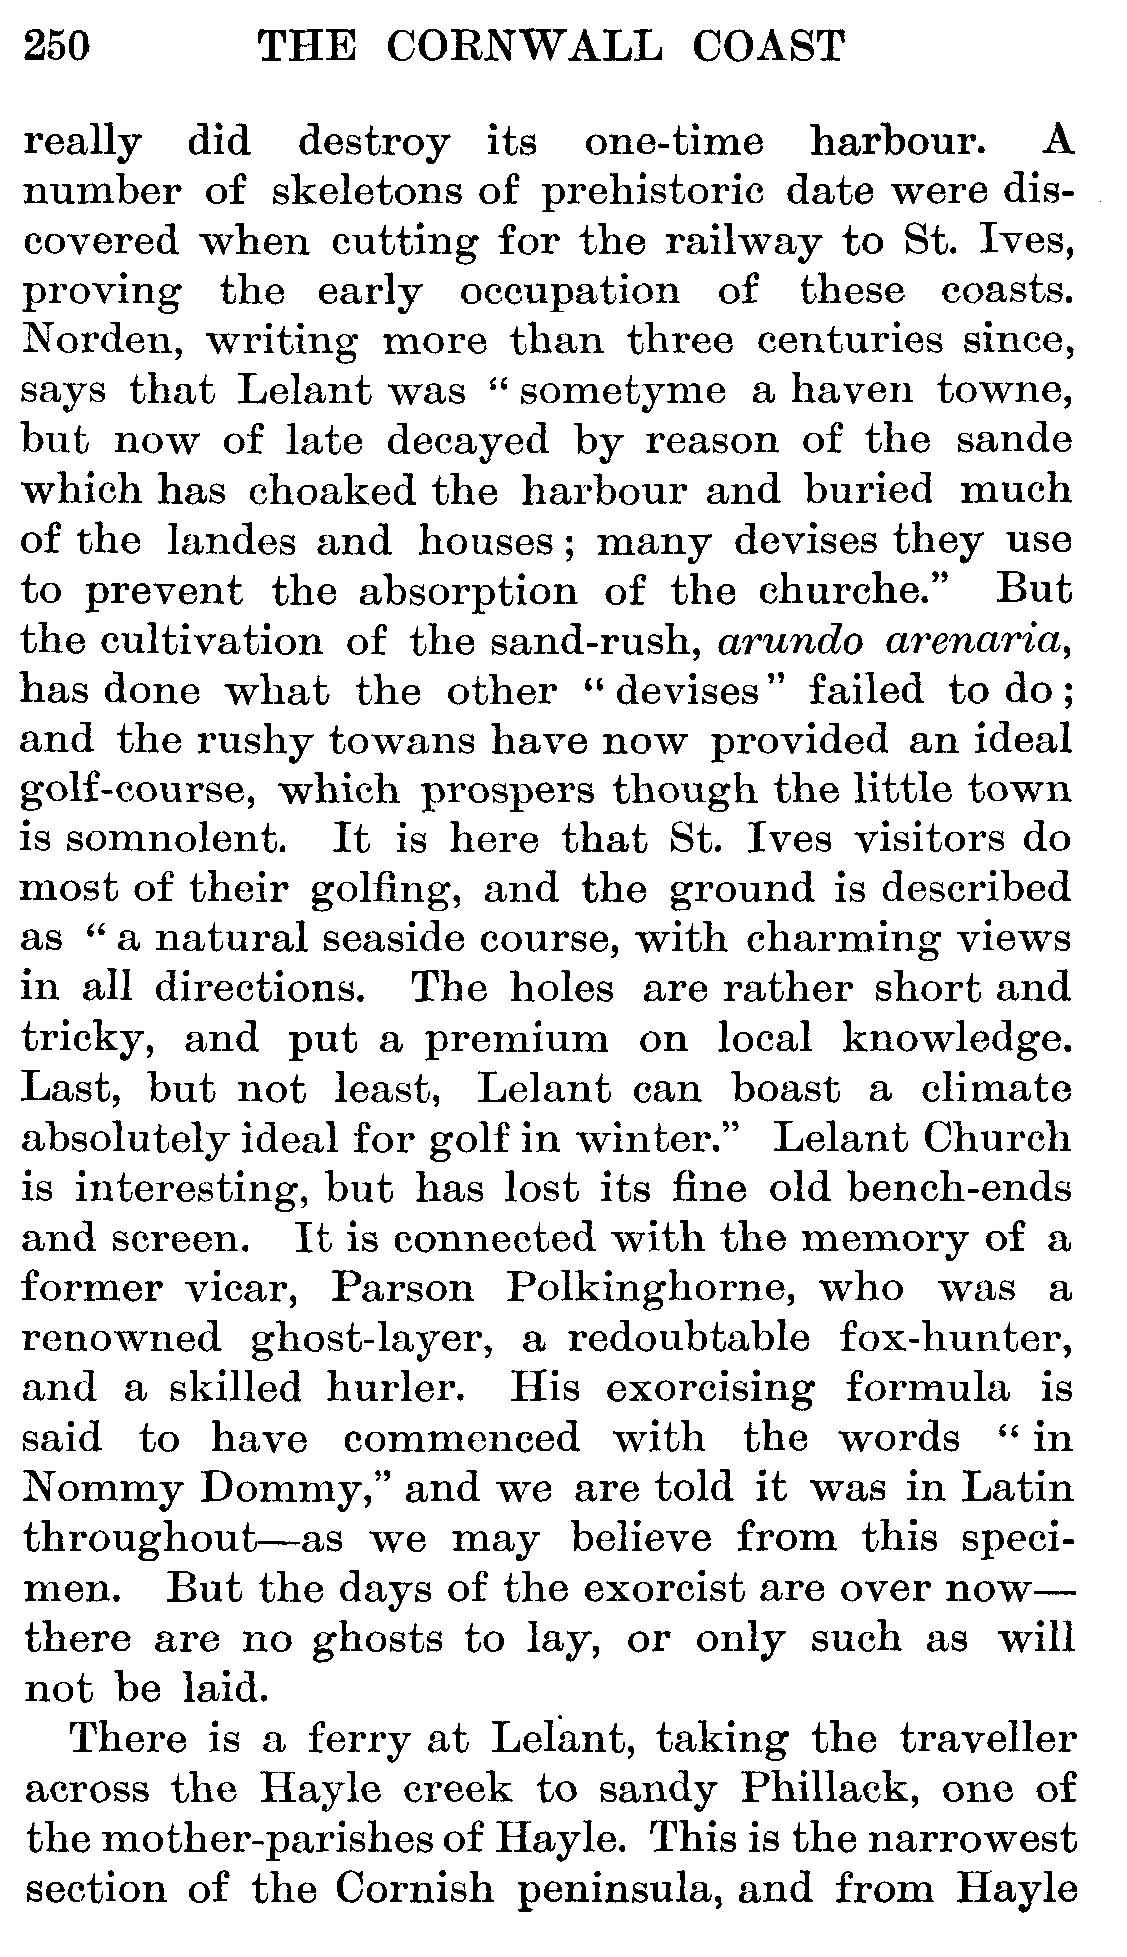 250 THE CORNWALL COAST
really did destroy its one-time harbour. A
number of skeletons of prehistoric date were dis-
covered when cutting for the railway to St. Ives,
proving the early occupation of these coasts.
Norden, writing more than three centuries since,
says that Lelant was “ sometyme a haven towne,
but now of late decayed by reason of the sande
which has choaked the harbour and buried much
of the landes and houses ; many devises they use
to prevent the absorption of the churche.” But
the cultivation of the sand-rush, arundo arenaria,
has done what the other “ devises ” failed to do ;
and the rushy towans have now provided an ideal
golf-course, which prospers though the little town
is somnolent. It is here that St. Ives visitors do
most of their golfing, and the ground is described
as “ a natural seaside course, with charming views
in all directions. The holes are rather short and
tricky, and put a premium on local knowledge.
Last, but not least, Lelant can boast a climate
absolutely ideal for golf in winter.” Lelant Church
is interesting, but has lost its fine old bench-ends
and screen. It is connected with the memory of a
former vicar, Parson Polkinghorne, who was a
renowned ghost-layer, a redoubtable fox-hunter,
and a skilled hurler. His exorcising formula is
said to have commenced with the words “ in
Nommy Dommy,” and we are told it was in Latin
throughout—as we may believe from this speci-
men. But the days of the exorcist are over now—
there are no ghosts to lay, or only such as will
not be laid.
There is a ferry at Lelant, taking the traveller
across the Hayle creek to sandy Phillack, one of
the mother-parishes of Hayle. This is the narrowest
section of the Cornish peninsula, and from Hayle